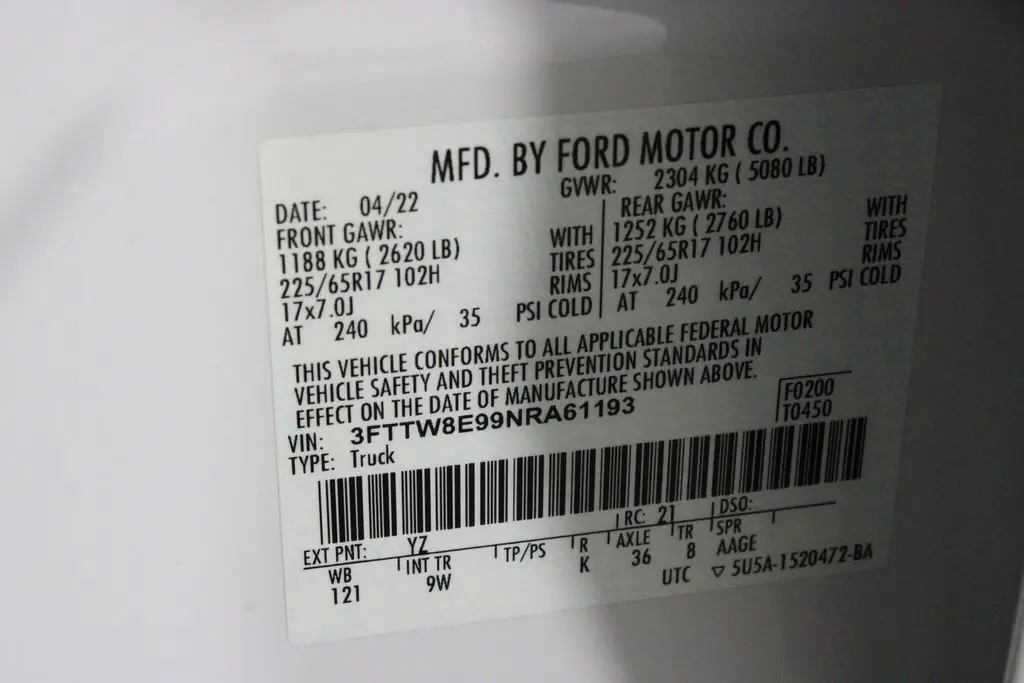 MFD. BY FORD MOTOR CO.
DATE: 04/22
GVWR: 2304 KG ( 5080 LB)
FRONT GAWR:
1188 KG ( 2620 LB) WITH
225/65R17 102H TIRES
17x7.0J RIMS
AT 240 kPa/ 35 PSI COLD
REAR GAWR:
1252 KG ( 2760 LB) WITH
225/65R17 102H TIRES
17x7.0J RIMS
AT 240 kPa/ 35 PSI COLD
THIS VEHICLE CONFORMS TO ALL APPLICABLE FEDERAL MOTOR
VEHICLE SAFETY AND THEFT PREVENTION STANDARDS IN
EFFECT ON THE DATE OF MANUFACTURE SHOWN ABOVE.
VIN: 3FTTW8E99NRA61193
TYPE: Truck
F0200
T0450
EXT PNT: YZ RC: 21 DSO:
WB INT TR TP/PS R AXLE TR SPR
121 9W K 36 8 AAGE
UTC ▽ 5U5A-1520472-BA